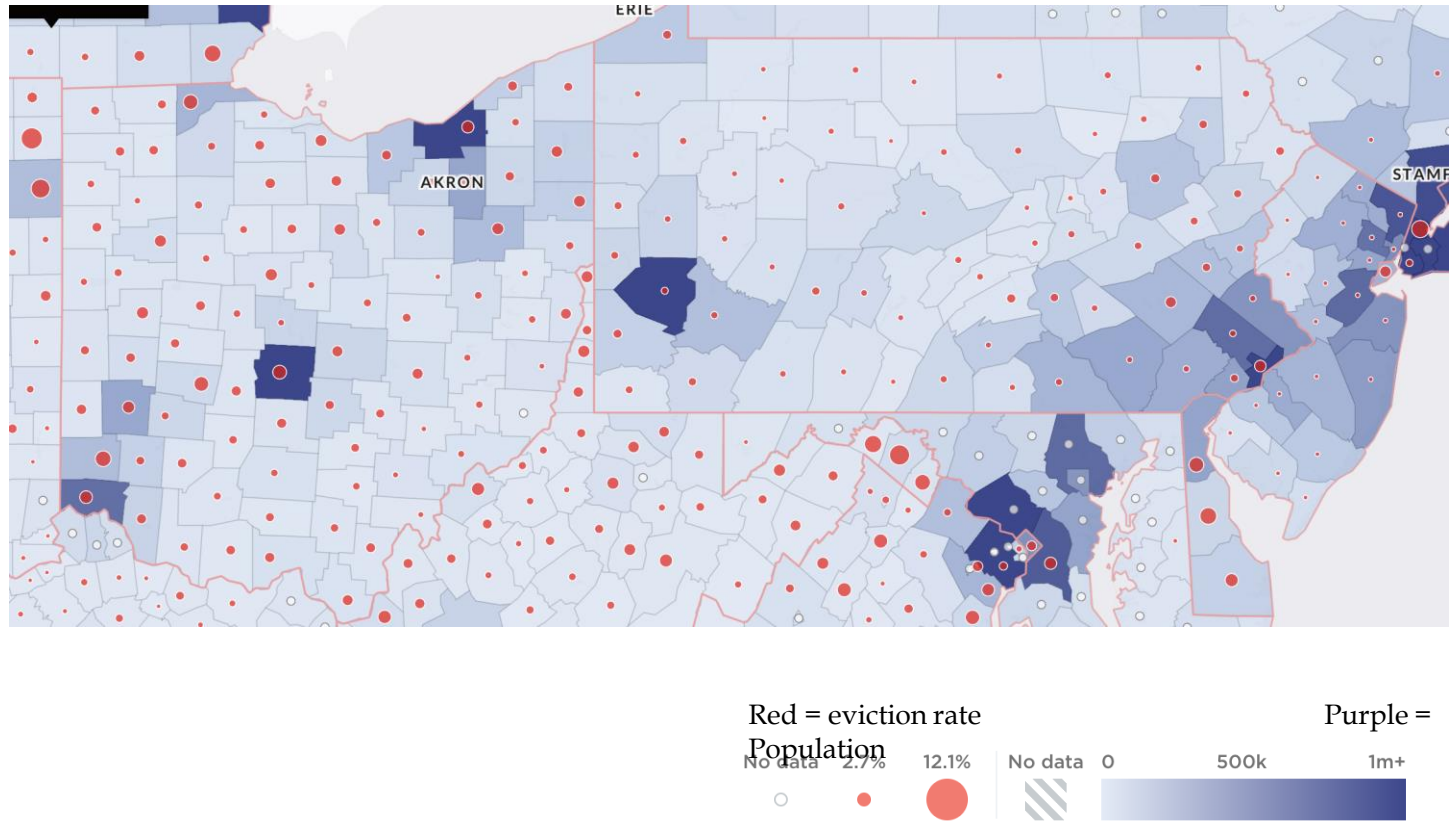 ERIE
AKRON
STAMF
Red = eviction rate Purple =
Population
No data 2.7% 12.1% No data 0 500k 1m+